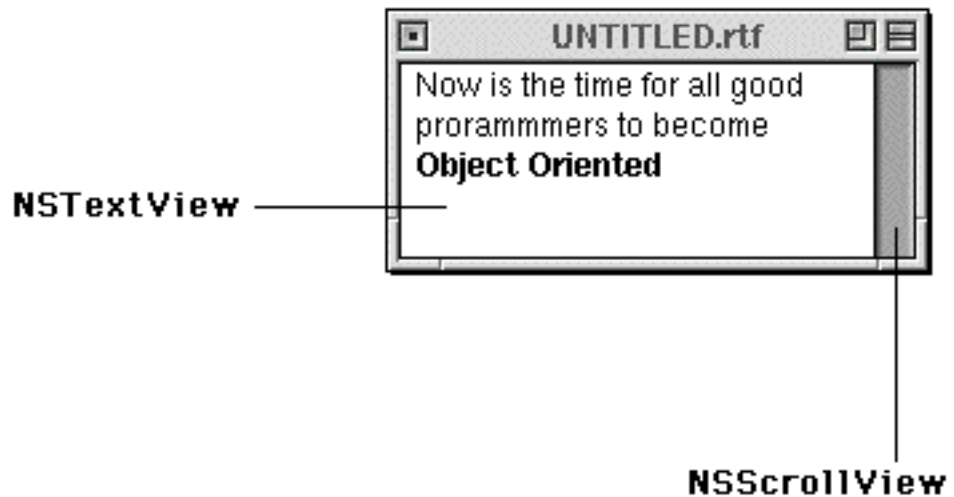 UNTITLED.rtf
Now is the time for all good
prorammmers to become
Object Oriented
NSTextView
NSScrollView